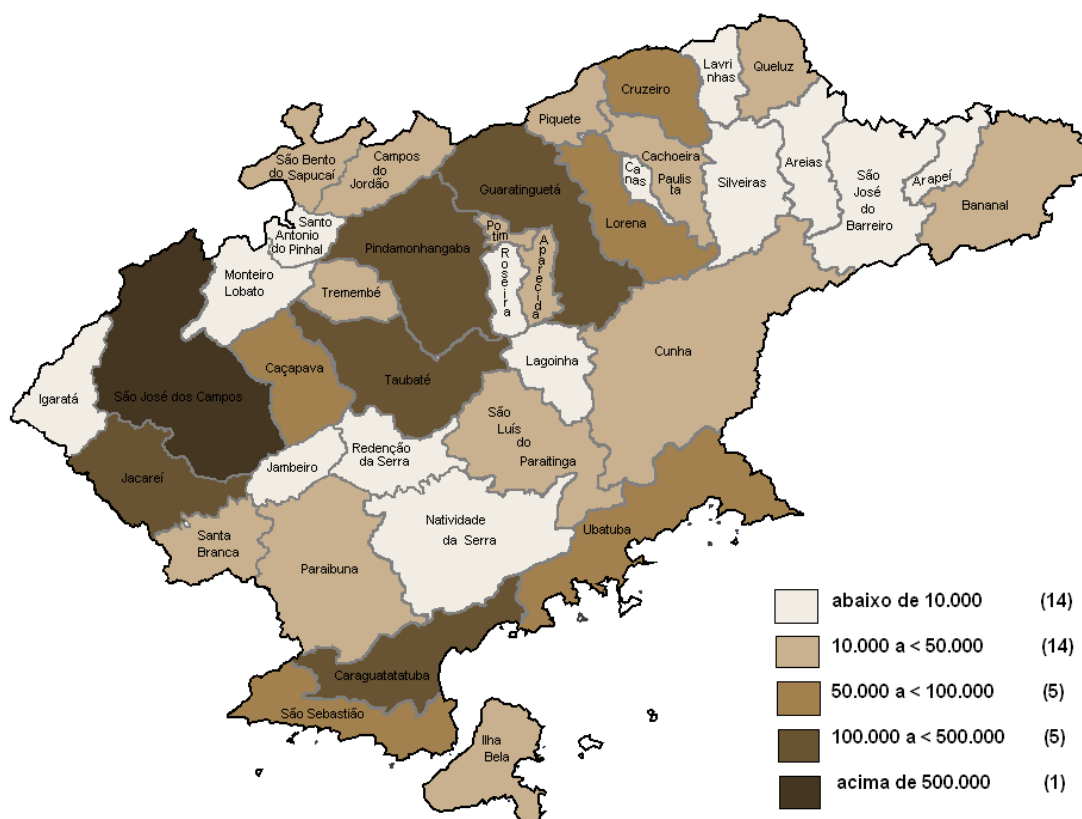 Lavri
nhas
Queluz
Cruzeiro
Piquete
São Bento
do Sapucaí
Campos
do
Jordão
Cachoeira
Paulis
ta
Ca
nas
Silveiras
Areias
São
José
do
Barreiro
Arapeí
Bananal
Guaratinguetá
Lorena
Santo
Antonio
do Pinhal
Pindamonhangaba
Po
tim
Aparecida
Roseira
Monteiro
Lobato
Tremembé
Cunha
Lagoinha
Caçapava
Taubaté
Igaratá
São José dos Campos
São
Luís
do
Paraitinga
Redenção
da Serra
Jambeiro
Jacareí
Natividade
da Serra
Ubatuba
Santa
Branca
Paraibuna
Caraguatatatuba
São Sebastião
Ilha
Bela
abaixo de 10.000 (14)
10.000 a < 50.000 (14)
50.000 a < 100.000 (5)
100.000 a < 500.000 (5)
acima de 500.000 (1)